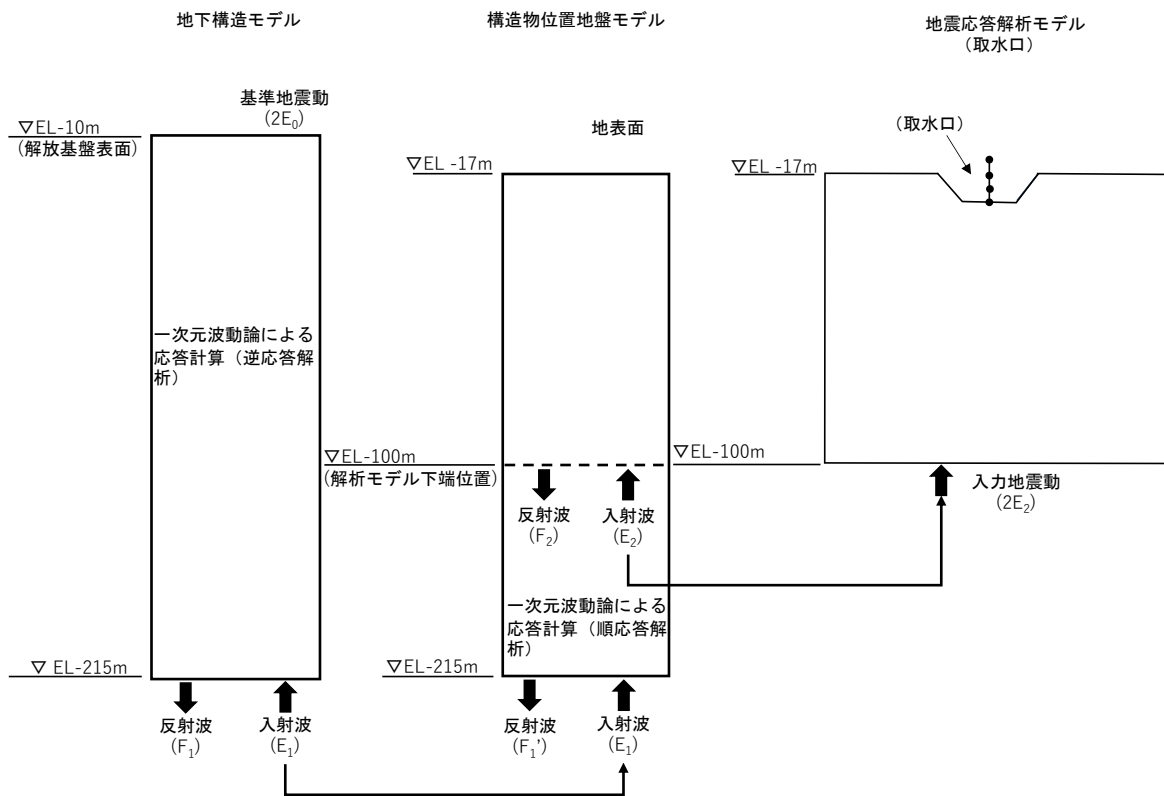 地下構造モデル
構造物位置地盤モデル
地震応答解析モデル
(取水口)
基準地震動
(2E₀)
▽EL-10m
(解放基盤表面)
一次元波動論による
応答計算（逆応答解
析）
▽ EL-215m
反射波
(F₁)
入射波
(E₁)
地表面
▽EL -17m
▽EL-100m
(解析モデル下端位置)
反射波
(F₂)
入射波
(E₂)
一次元波動論による
応答計算（順応答解
析）
▽EL-215m
反射波
(F₁')
入射波
(E₁)
(取水口)
▽EL -17m
▽EL-100m
入力地震動
(2E₂)